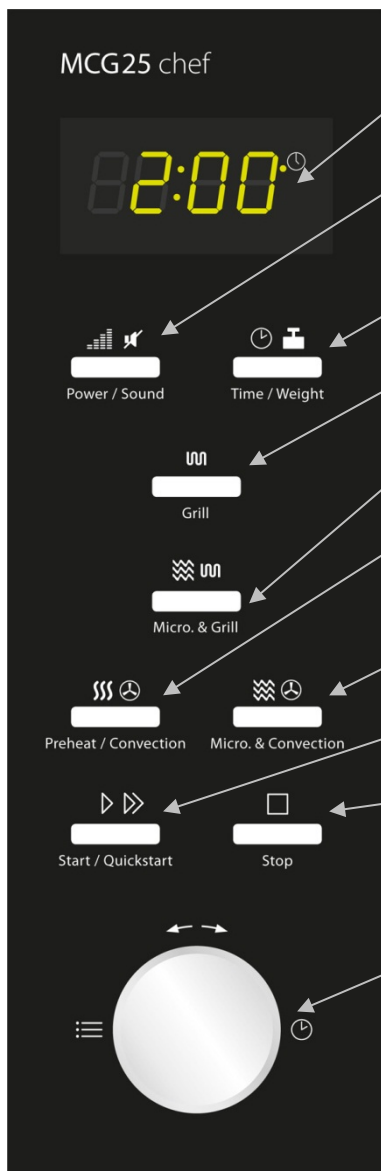 MCG25 chef
2:00
Power / Sound
Time / Weight
Grill
Micro. & Grill
Preheat / Convection
Micro. & Convection
Start / Quickstart
Stop